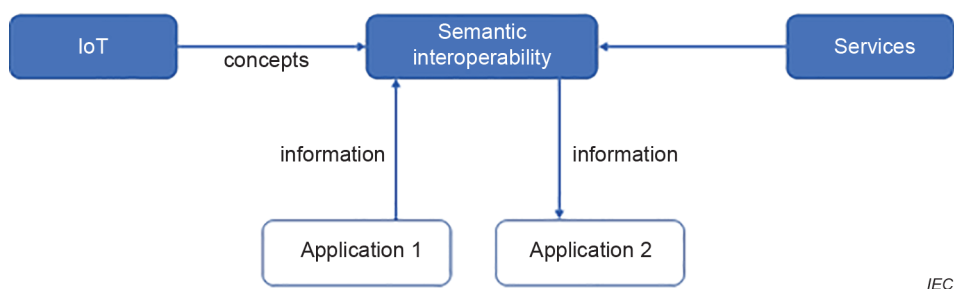 IoT
concepts
Semantic
interoperability
Services
information
information
Application 1
Application 2
IEC